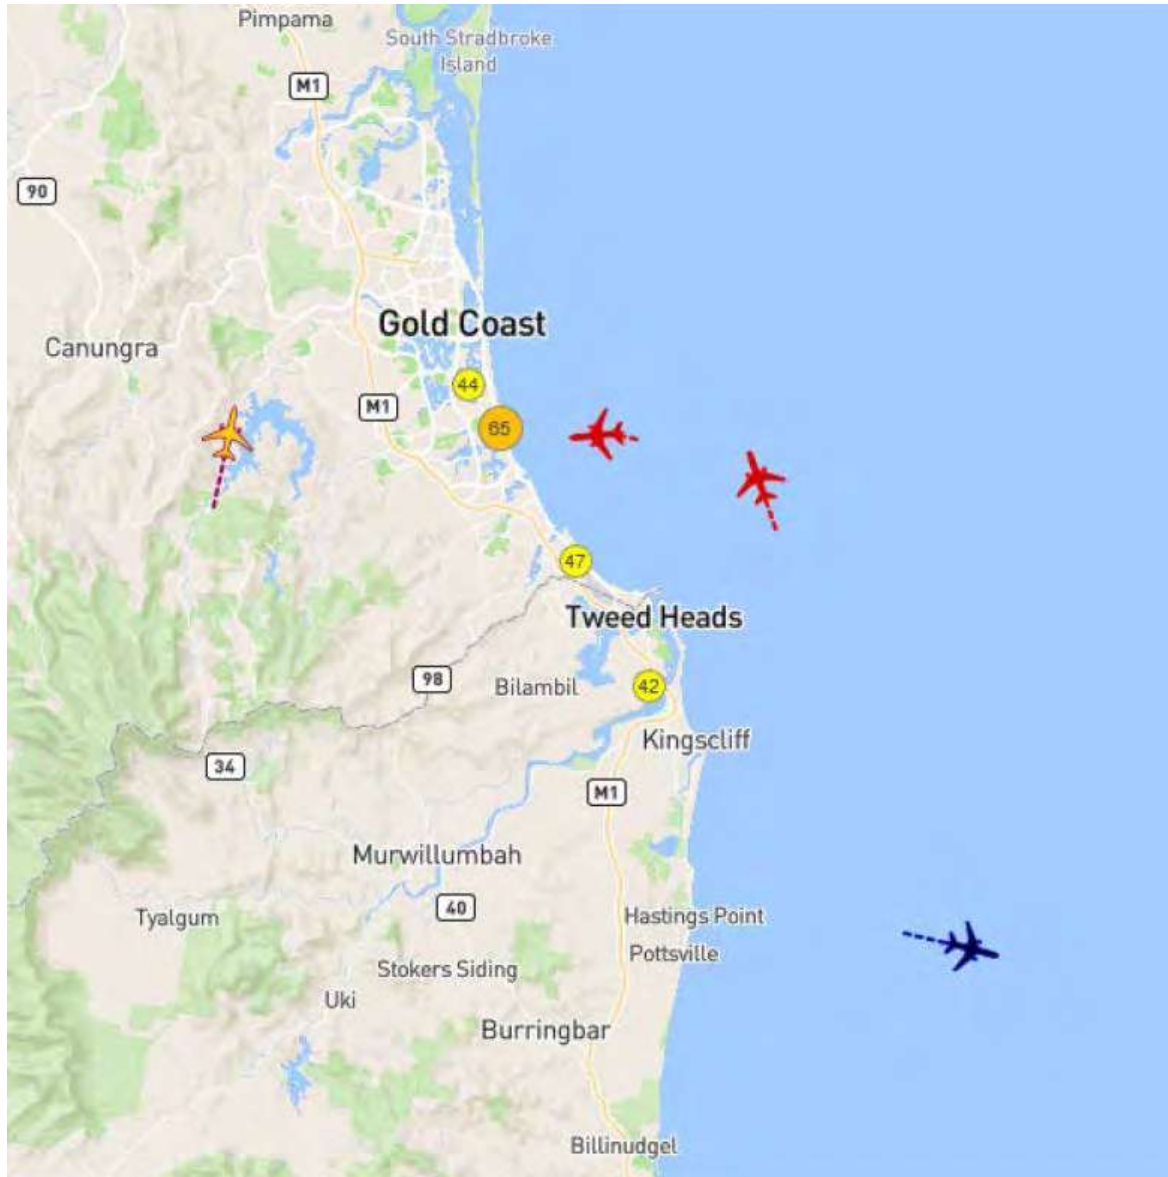 Pimpama
South Stradbroke
Island
M1
90
Gold Coast
Canungra
44
M1
65
47
Tweed Heads
98
Bilambil
42
Kingscliff
34
M1
Murwillumbah
40
Tyalgum
Hastings Point
Pottsville
Stokers Siding
Uki
Burringbar
Billinudgel